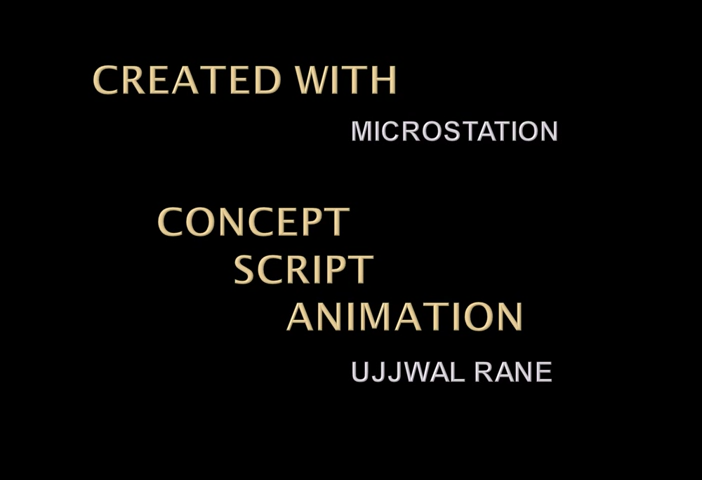 CREATED WITH
MICROSTATION
CONCEPT
SCRIPT
ANIMATION
UJJWAL RANE